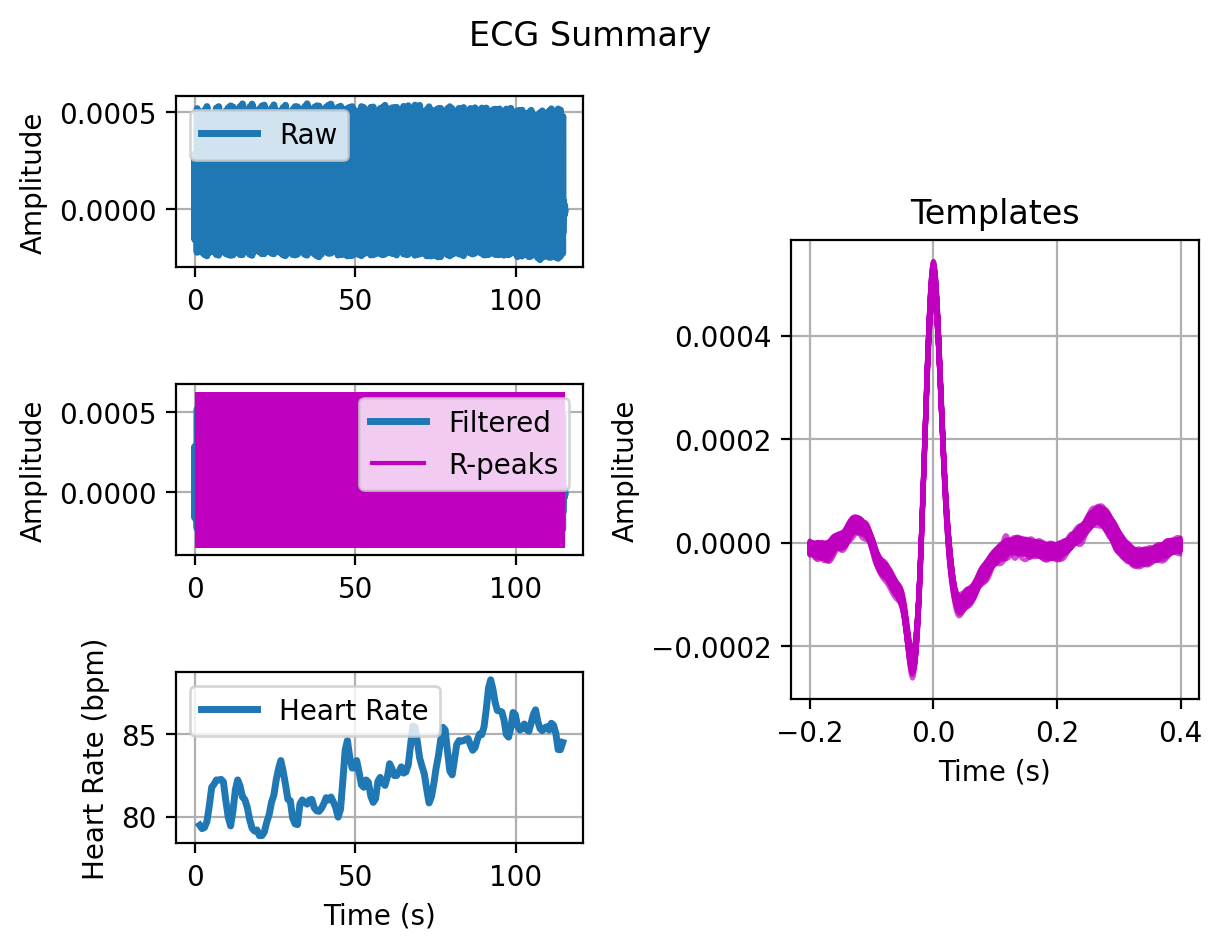 ECG Summary
Amplitude
0.0005
0.0000
Raw
0
50
100
Amplitude
0.0005
0.0000
Filtered
R-peaks
0
50
100
Heart Rate (bpm)
85
80
Heart Rate
0
50
100
Time (s)
Templates
Amplitude
0.0004
0.0002
0.0000
−0.0002
−0.2
0.0
0.2
0.4
Time (s)